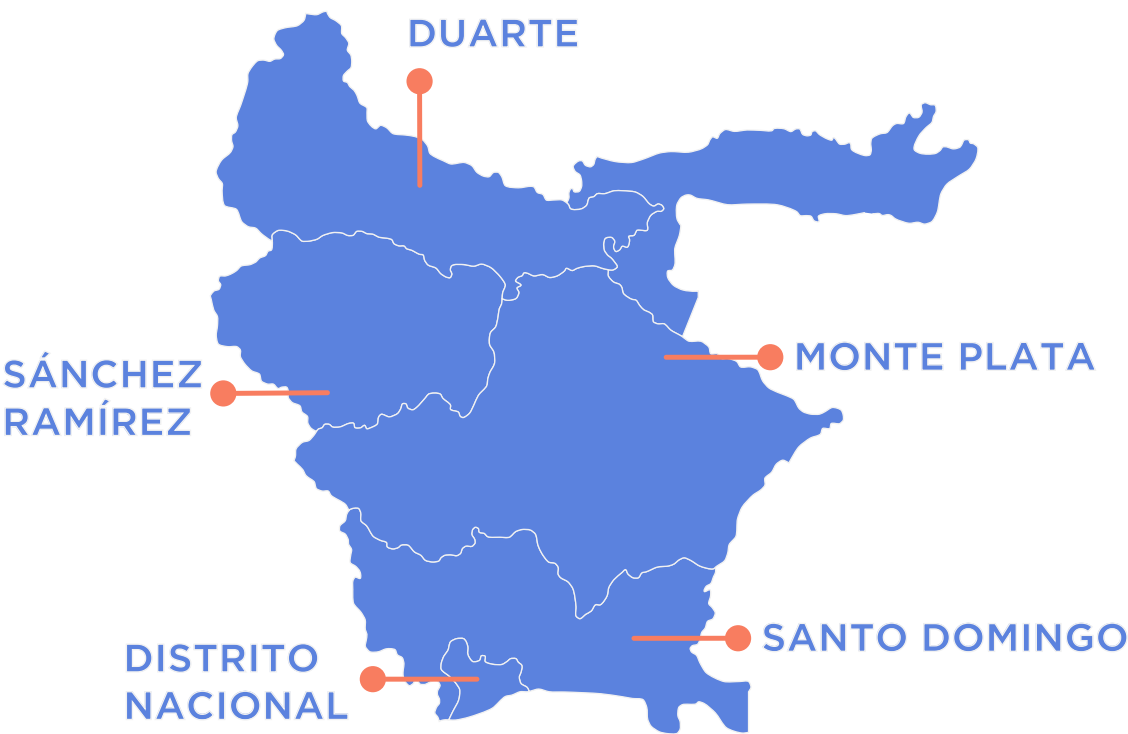 DUARTE
MONTE PLATA
SÁNCHEZ
RAMÍREZ
SANTO DOMINGO
DISTRITO
NACIONAL